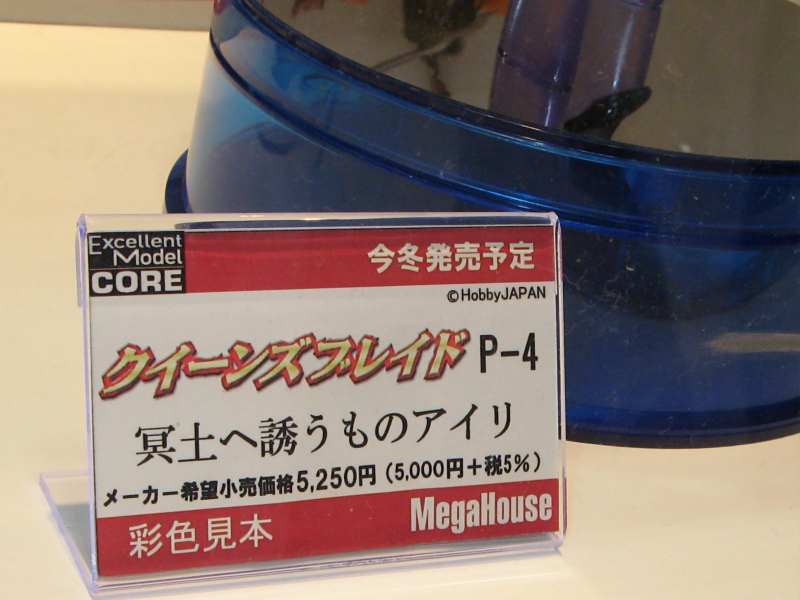 Excellent
Model
CORE
今冬発売予定
©HobbyJAPAN
クイーンズブレイド P-4
冥土へ誘うものアイリ
メーカー希望小売価格5,250円（5,000円＋税5％）
彩色見本
MegaHouse